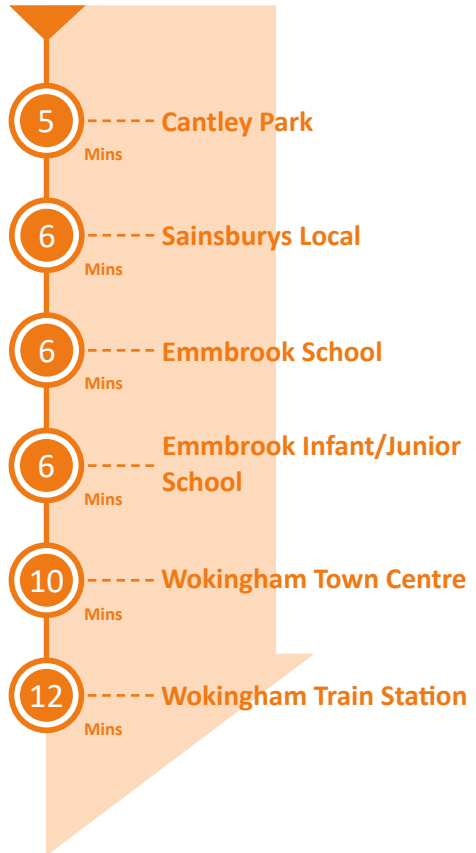 5
Cantley Park
Mins
6
Sainsburys Local
Mins
6
Emmbrook School
Mins
6
Emmbrook Infant/Junior
School
Mins
10
Wokingham Town Centre
Mins
12
Wokingham Train Station
Mins